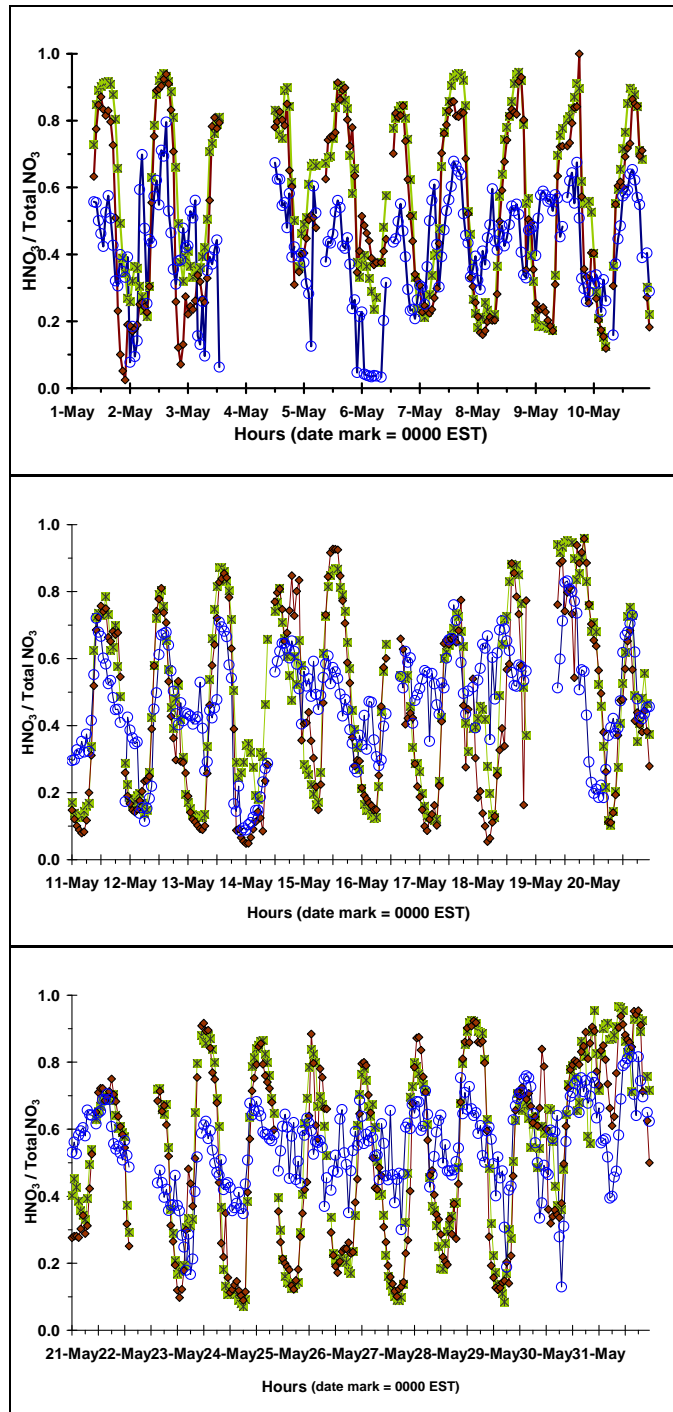 1.0
0.8
0.6
0.4
0.2
0.0
HNO3 / Total NO3
1-May 2-May 3-May 4-May 5-May 6-May 7-May 8-May 9-May 10-May
Hours (date mark = 0000 EST)
1.0
0.8
0.6
0.4
0.2
0.0
HNO3 / Total NO3
11-May 12-May 13-May 14-May 15-May 16-May 17-May 18-May 19-May 20-May
Hours (date mark = 0000 EST)
1.0
0.8
0.6
0.4
0.2
0.0
HNO3 / Total NO3
21-May 22-May 23-May 24-May 25-May 26-May 27-May 28-May 29-May 30-May 31-May
Hours (date mark = 0000 EST)